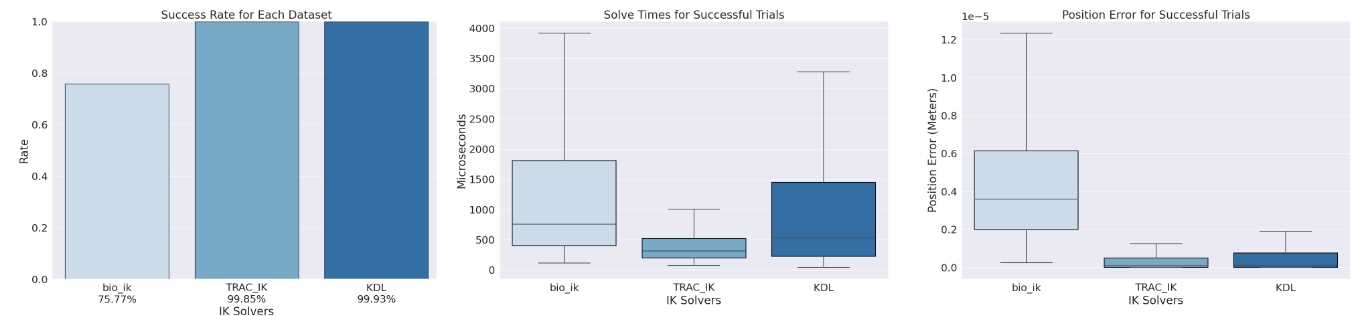 Success Rate for Each Dataset
Rate
1.0
0.8
0.6
0.4
0.2
0.0
bio_ik TRAC_IK KDL
75.77% 99.85% 99.93%
IK Solvers
Solve Times for Successful Trials
Microseconds
4000
3500
3000
2500
2000
1500
1000
500
0
bio_ik TRAC_IK KDL
IK Solvers
Position Error for Successful Trials
1e−5
Position Error (Meters)
1.2
1.0
0.8
0.6
0.4
0.2
0.0
bio_ik TRAC_IK KDL
IK Solvers